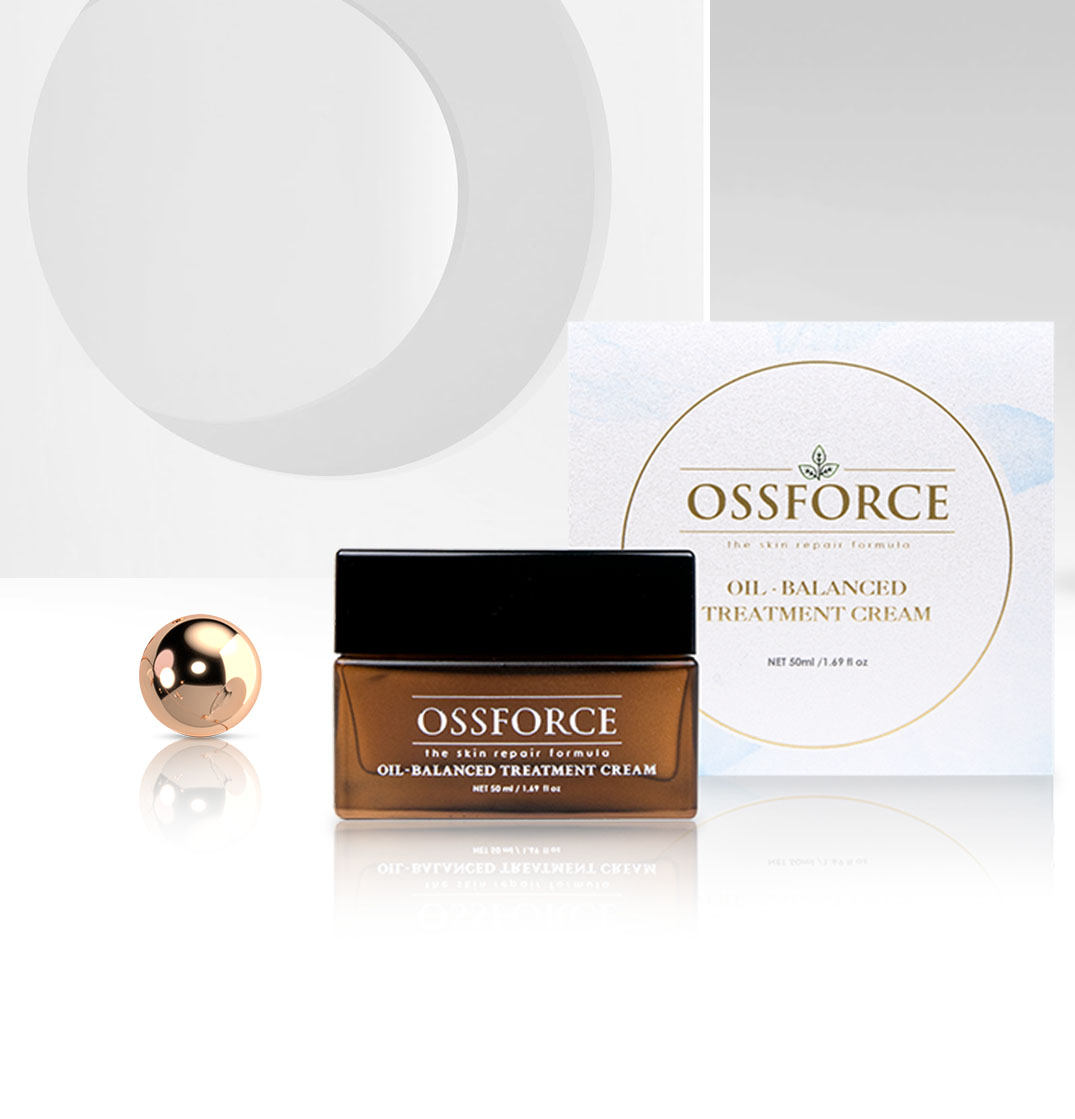 OSSFORCE
the skin repair formula
OIL · BALANCED
TREATMENT CREAM
NET 50ml /1.69 fl oz
OSSFORCE
the skin repair formula
OIL-BALANCED TREATMENT CREAM
NET 50 ml / 1.69 fl oz